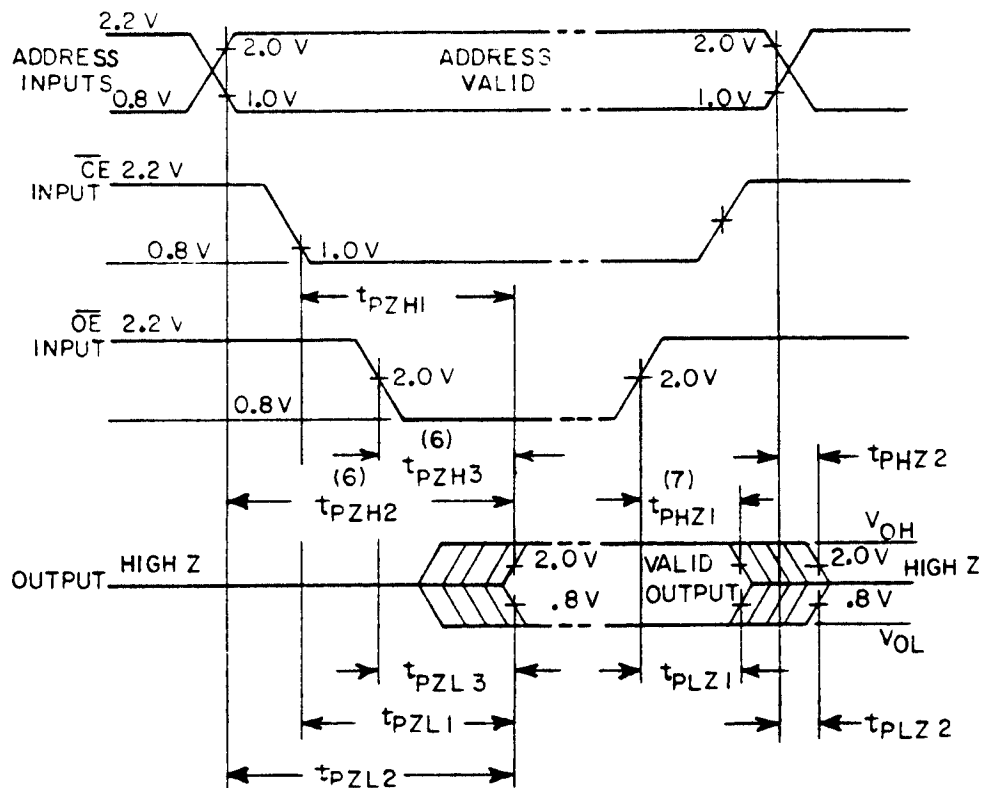 2.2 V
ADDRESS INPUTS
0.8 V
2.0 V
1.0 V
ADDRESS VALID
2.0 V
1.0 V
CE INPUT
2.2 V
0.8 V
1.0 V
tPZH1
OE INPUT
2.2 V
0.8 V
2.0 V
2.0 V
(6)
tPZH3
(6)
tPZH2
(7)
tPHZ1
tPHZ2
OUTPUT
HIGH Z
2.0 V
.8 V
VALID OUTPUT
VOH
2.0 V
HIGH Z
.8 V
VOL
tPZL3
tPLZ1
tPZL1
tPLZ2
tPZL2